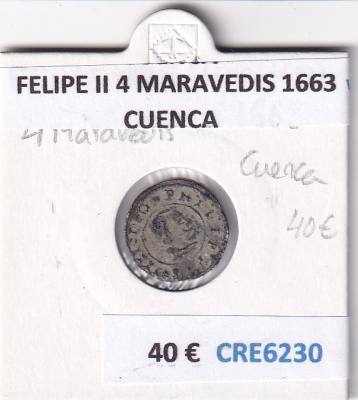 FELIPE II 4 MARAVEDIS 1663
CUENCA
4 Maravedis
Cuenca
40€
PHILIPP
40 € CRE6230